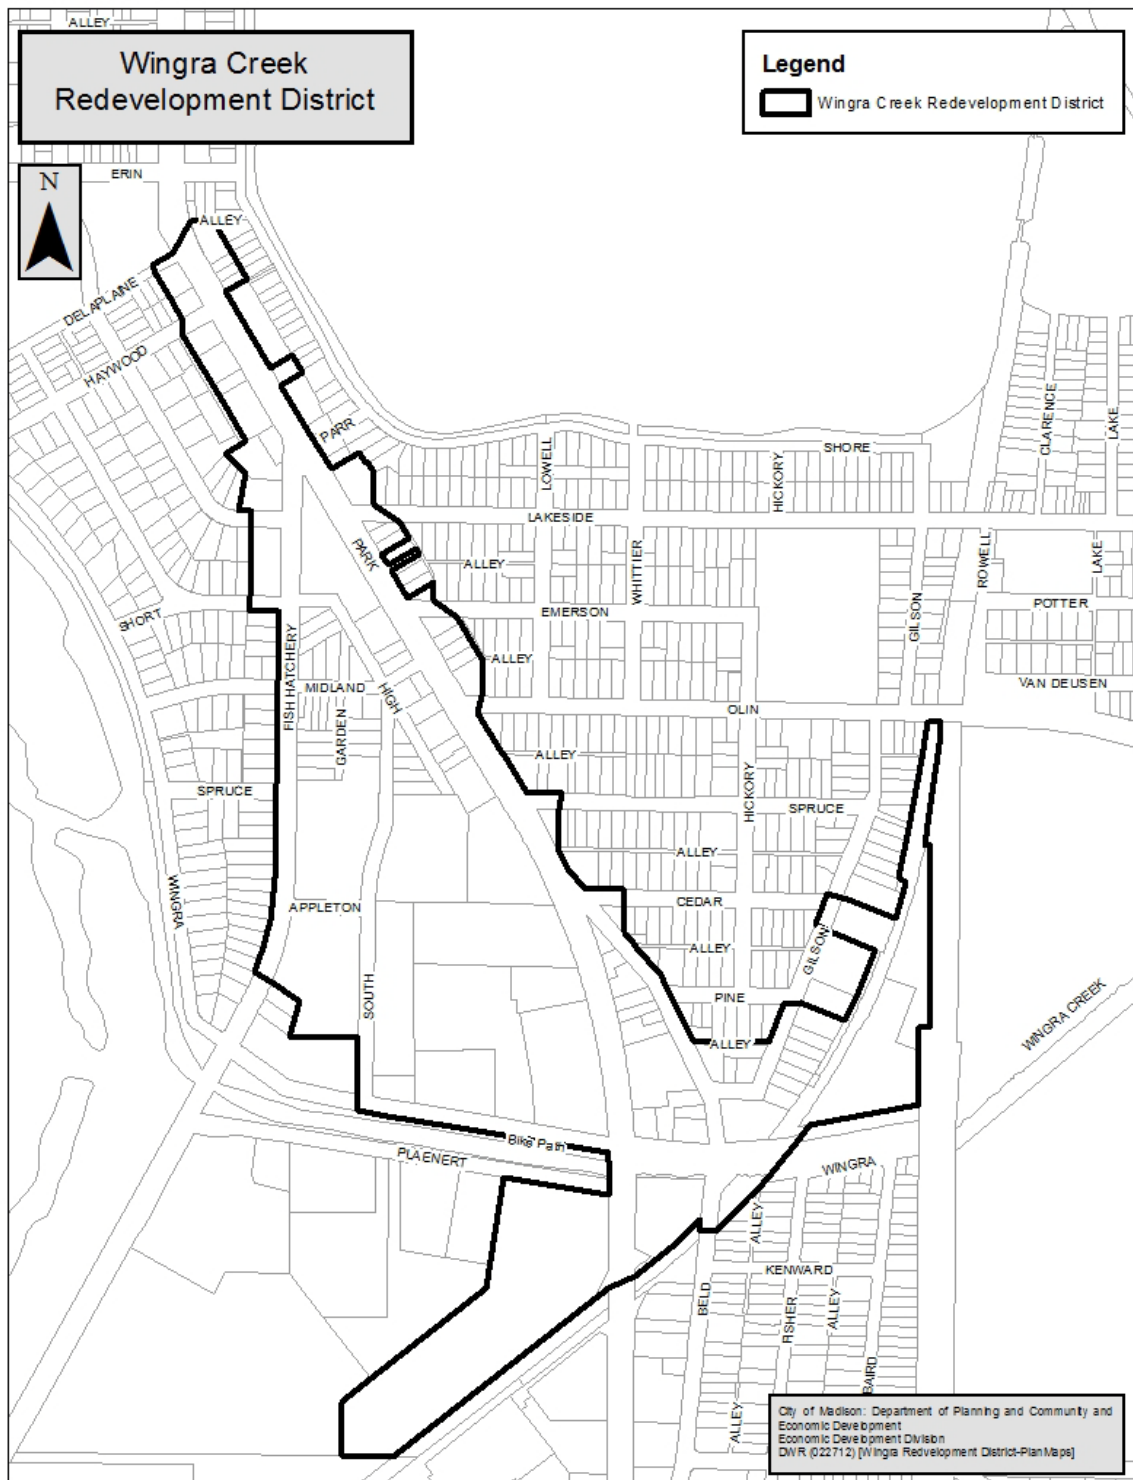 ALLEY
Wingra Creek
Redevelopment District
Legend
Wingra Creek Redevelopment District
ERIN
N
ALLEY
DELAPLAINE
HAYWOOD
PARR
LOWELL
HICKORY
SHORE
CLARENCE
LAKE
LAKESIDE
PARK
ALLEY
WHITTIER
ROWELL
LAKE
SHORT
EMERSON
GILSON
POTTER
FISH HATCHERY
ALLEY
MIDLAND
HIGH
VAN DEUSEN
GARDEN
OLIN
ALLEY
SPRUCE
HICKORY
SPRUCE
ALLEY
WINGRA
APPLETON
CEDAR
ALLEY
GILSON
SOUTH
PINE
WINGRA CREEK
ALLEY
Bike Path
PLAENERT
WINGRA
ALLEY
KENWARD
BELD
FISHER
ALLEY
BAIRD
ALLEY
City of Madison: Department of Planning and Community and
Economic Development
Economic Development Division
DWR (022712) [Wingra Redvelopment District-PlanMaps]